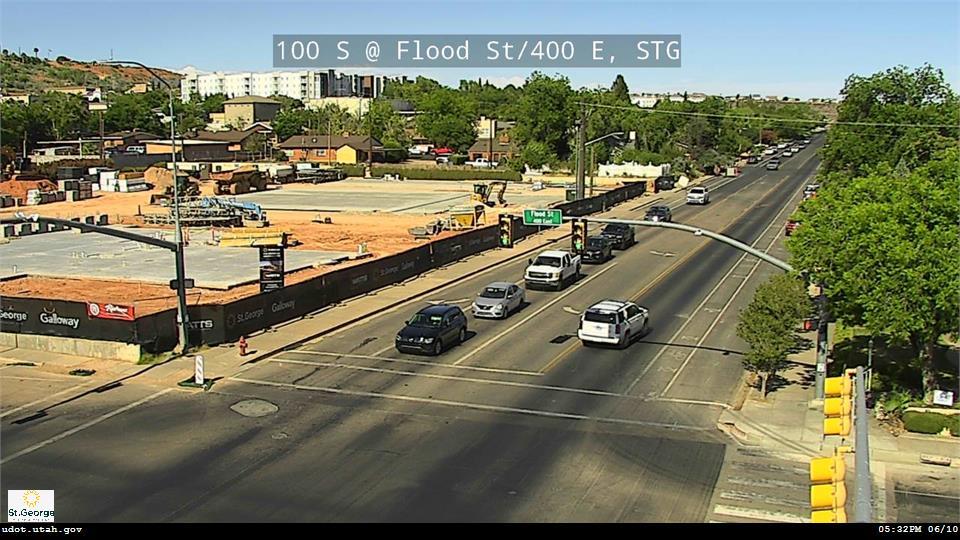 100 S @ Flood St/400 E, STG
Flood St
400 East
George
Galloway
St.George
Galloway
St.George
udot.utah.gov
05:32PM 06/10